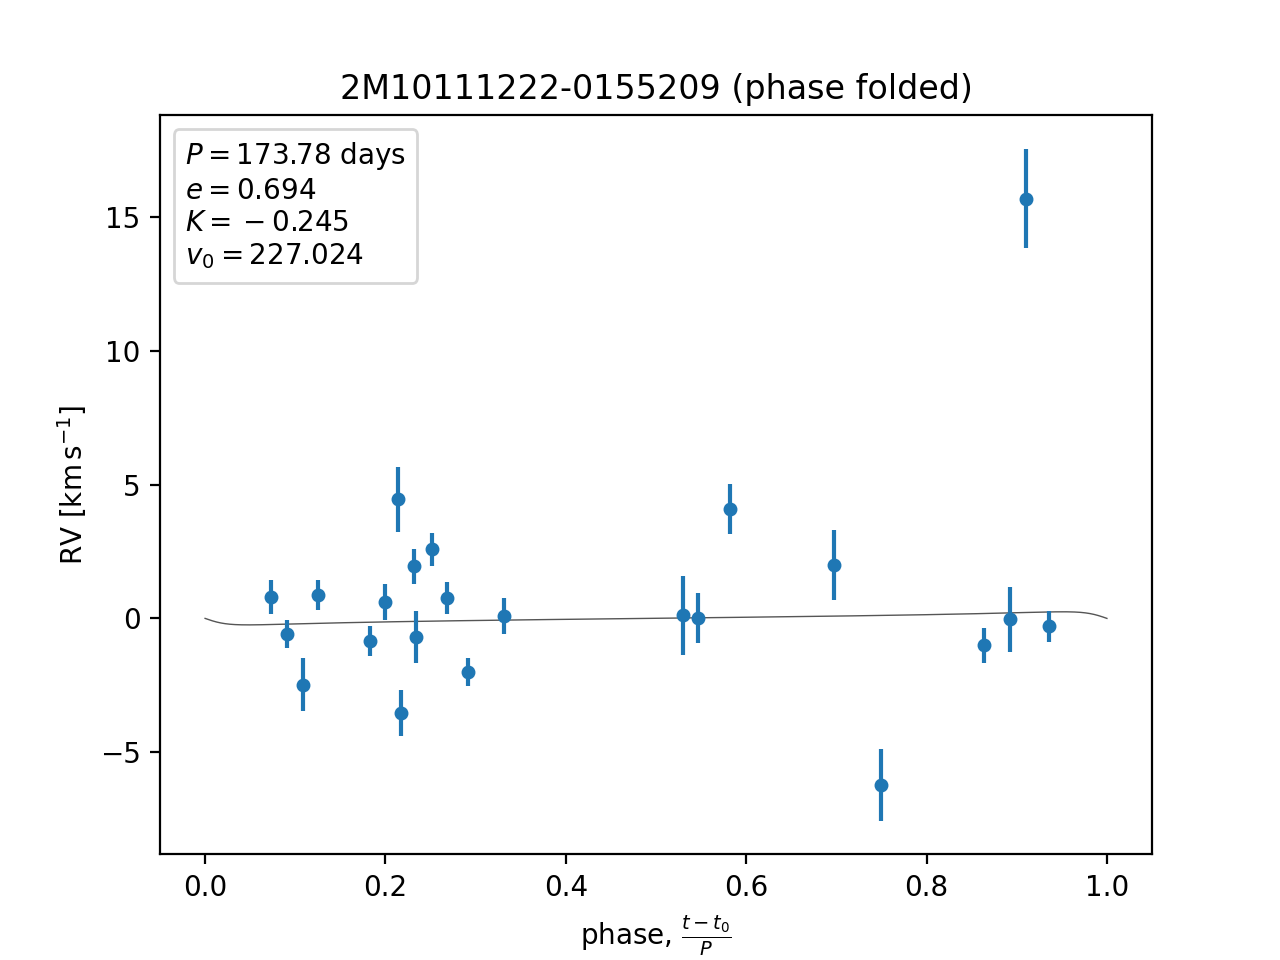 2M10111222-0155209 (phase folded)
P = 173.78 days
e = 0.694
K = − 0.245
v₀ = 227.024
RV [km s⁻¹]
15
10
5
0
−5
0.0 0.2 0.4 0.6 0.8 1.0
phase, (t − t₀)/P